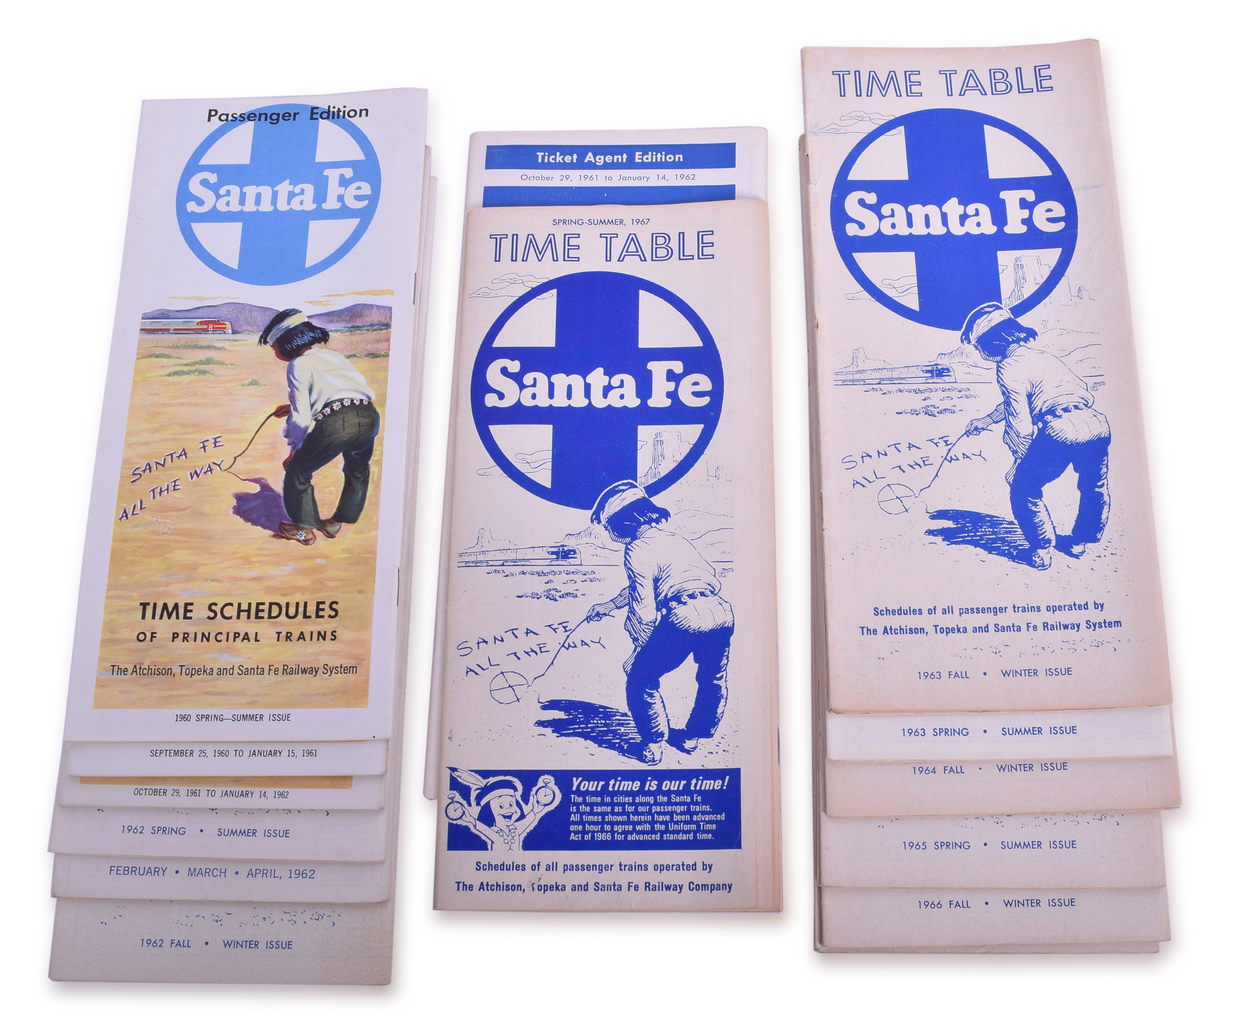 Passenger Edition
Santa Fe
SANTA FE
ALL THE WAY
TIME SCHEDULES
OF PRINCIPAL TRAINS
The Atchison, Topeka and Santa Fe Railway System
1960 SPRING—SUMMER ISSUE
SEPTEMBER 25, 1960 TO JANUARY 15, 1961
OCTOBER 29, 1961 TO JANUARY 14, 1962
1962 SPRING • SUMMER ISSUE
FEBRUARY • MARCH • APRIL, 1962
1962 FALL • WINTER ISSUE
Ticket Agent Edition
October 29, 1961 to January 14, 1962
SPRING-SUMMER, 1967
TIME TABLE
Santa Fe
SANTA FE
ALL THE WAY
Your time is our time!
The time in cities along the Santa Fe
is the same as for our passenger trains.
All times shown herein have been advanced
one hour to agree with the Uniform Time
Act of 1966 for advanced standard time.
Schedules of all passenger trains operated by
The Atchison, Topeka and Santa Fe Railway Company
TIME TABLE
Santa Fe
SANTA FE
ALL THE WAY
Schedules of all passenger trains operated by
The Atchison, Topeka and Santa Fe Railway System
1963 FALL • WINTER ISSUE
1963 SPRING • SUMMER ISSUE
1964 FALL • WINTER ISSUE
1965 SPRING • SUMMER ISSUE
1966 FALL • WINTER ISSUE